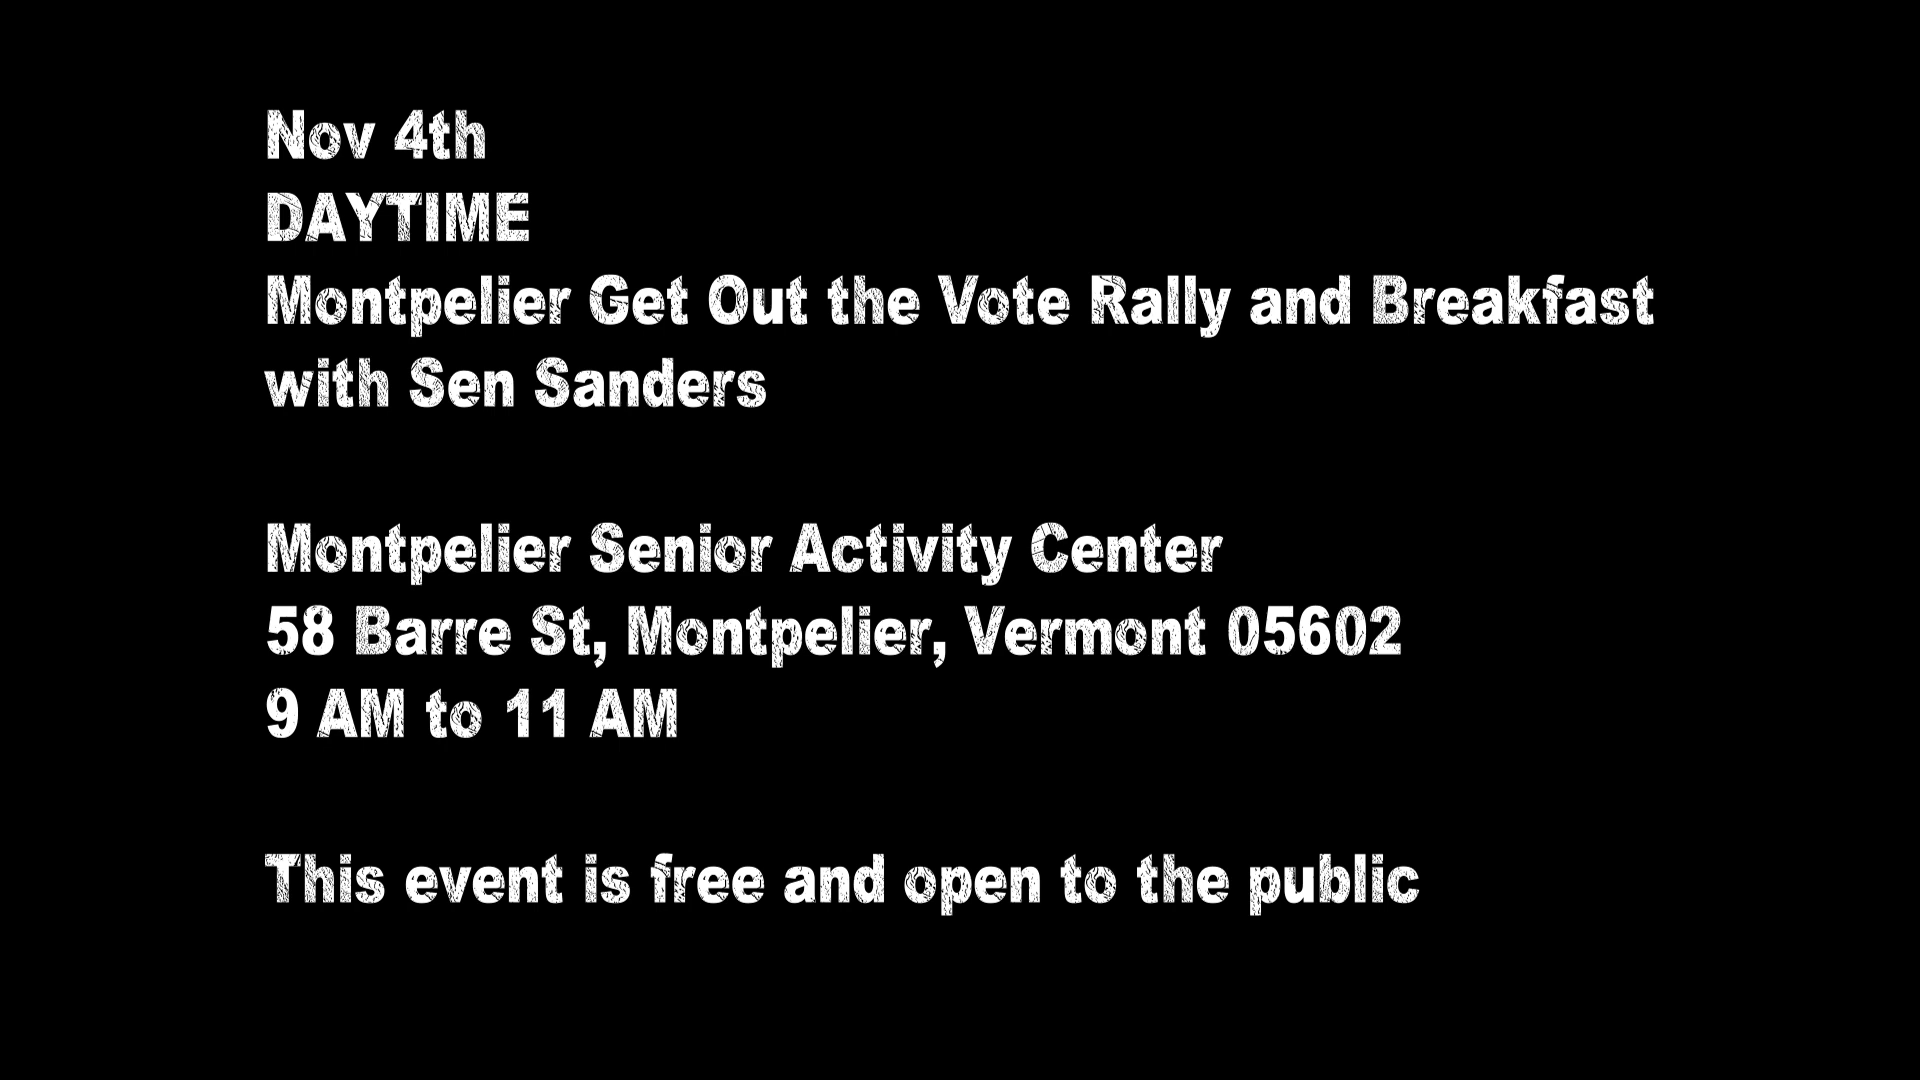 Nov 4th
DAYTIME
Montpelier Get Out the Vote Rally and Breakfast
with Sen Sanders
Montpelier Senior Activity Center
58 Barre St, Montpelier, Vermont 05602
9 AM to 11 AM
This event is free and open to the public